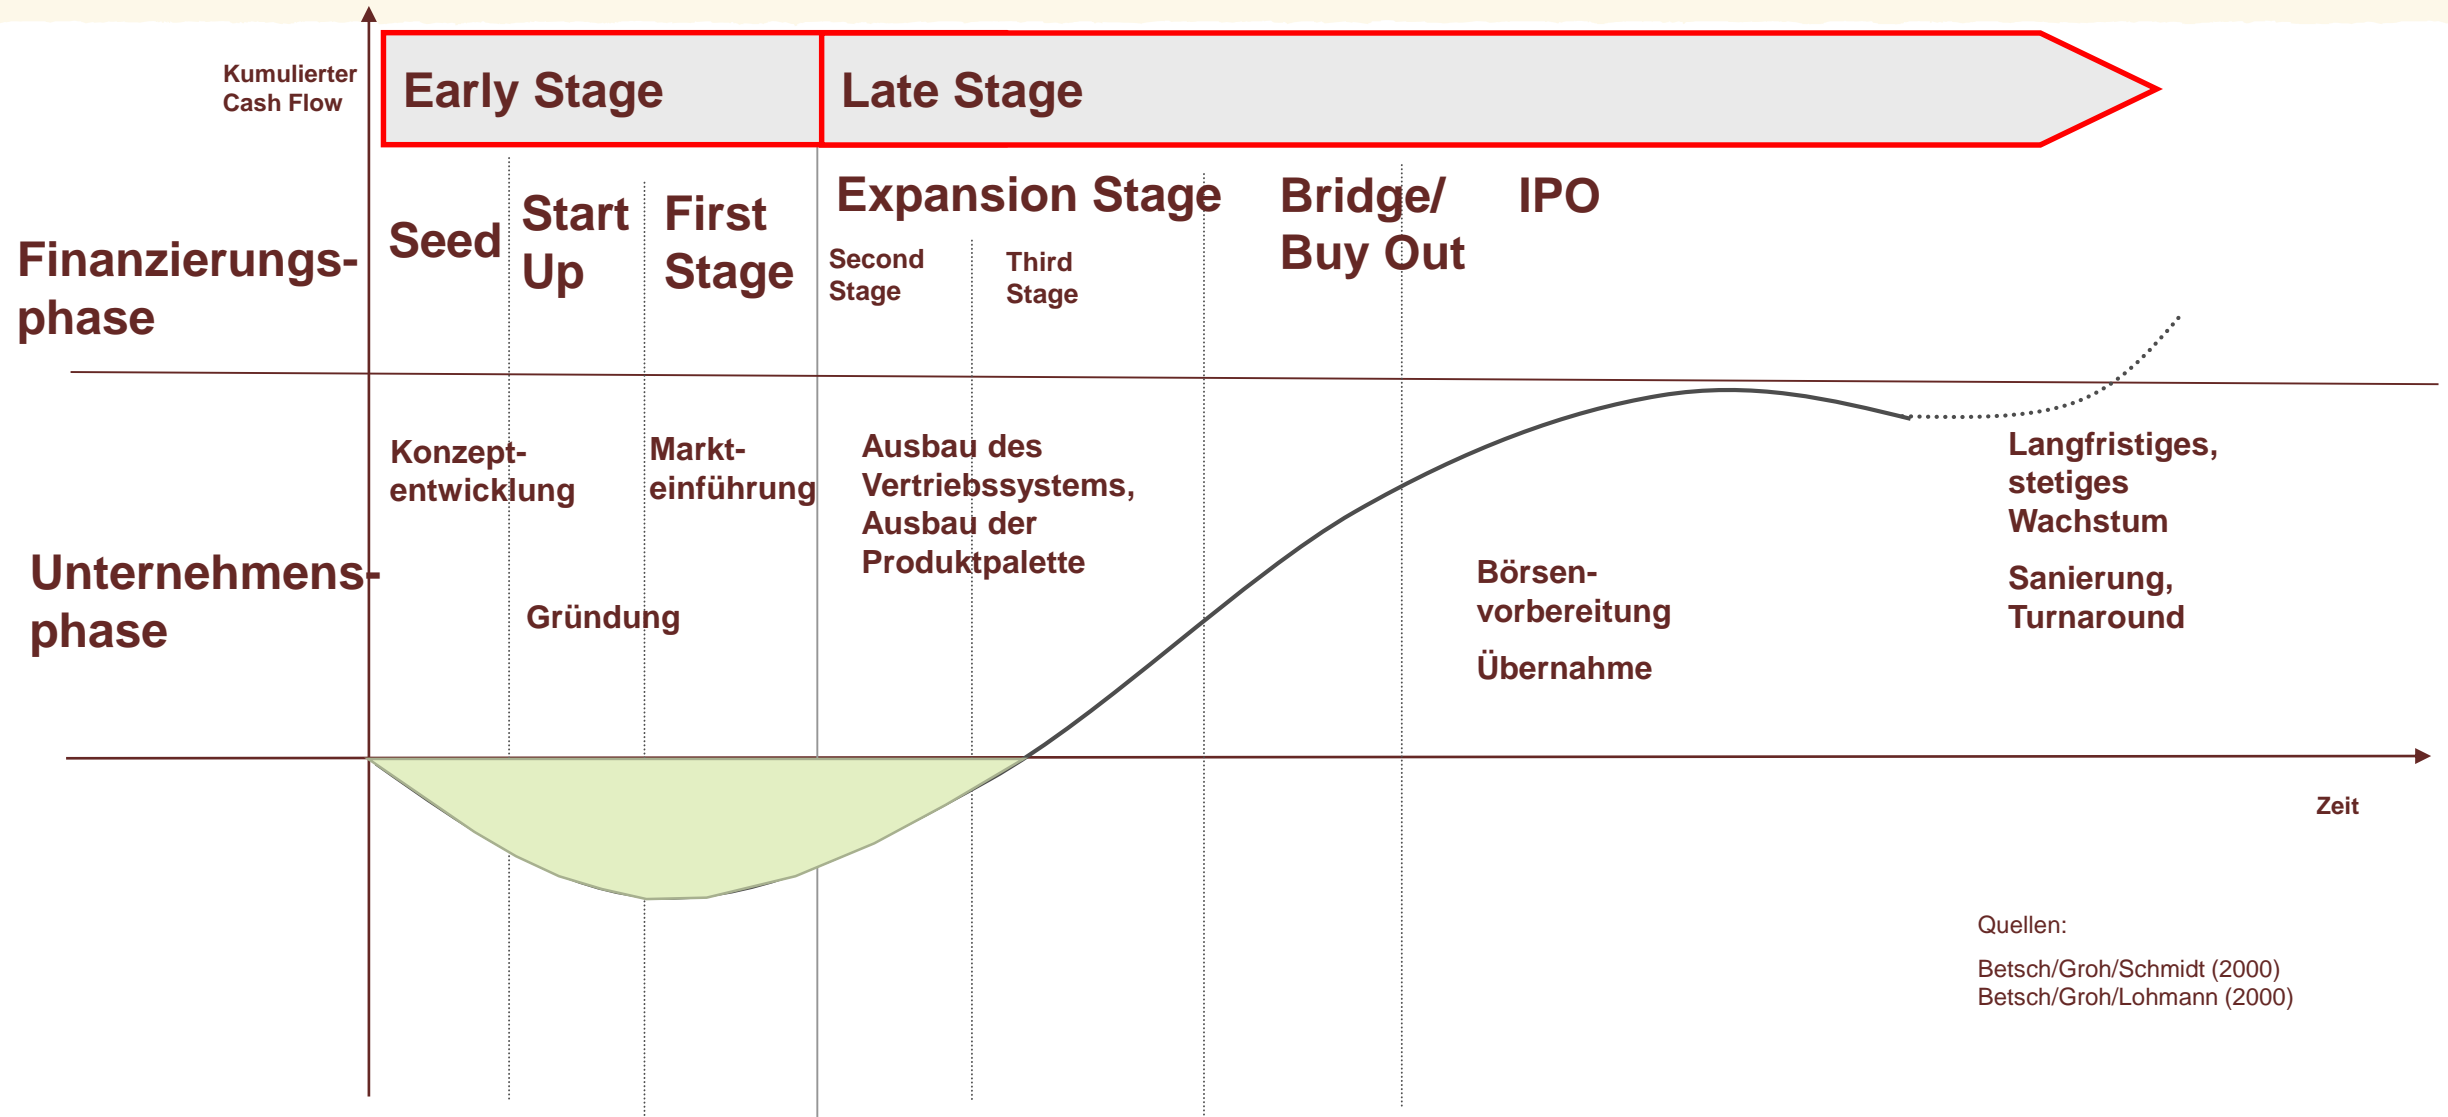 Kumulierter
Cash Flow
Early Stage
Late Stage
Finanzierungs-
phase
Seed
Start
Up
First
Stage
Expansion Stage
Second
Stage
Third
Stage
Bridge/
Buy Out
IPO
Unternehmens-
phase
Konzept-
entwicklung
Gründung
Markt-
einführung
Ausbau des
Vertriebssystems,
Ausbau der
Produktpalette
Börsen-
vorbereitung
Übernahme
Langfristiges,
stetiges
Wachstum
Sanierung,
Turnaround
Zeit
Quellen:
Betsch/Groh/Schmidt (2000)
Betsch/Groh/Lohmann (2000)